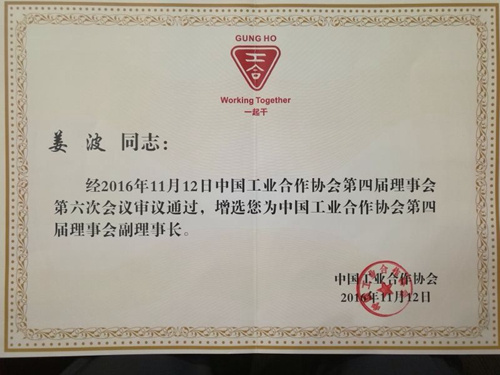 GUNG HO
工合
Working Together
一起干
姜波 同志：
经2016年11月12日中国工业合作协会第四届理事会
第六次会议审议通过，增选您为中国工业合作协会第四
届理事会副理事长。
中国工业合作协会
2016年11月12日